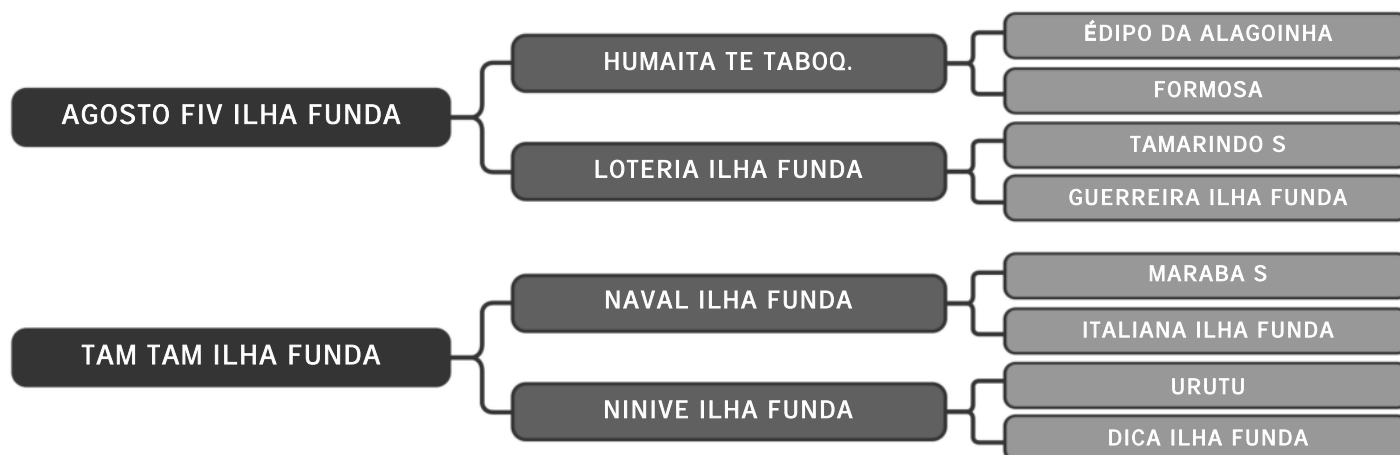 ÉDIPO DA ALAGOINHA
HUMAITA TE TABOQ.
FORMOSA
AGOSTO FIV ILHA FUNDA
TAMARINDO S
LOTERIA ILHA FUNDA
GUERREIRA ILHA FUNDA
MARABA S
NAVAL ILHA FUNDA
ITALIANA ILHA FUNDA
TAM TAM ILHA FUNDA
URUTU
NINIVE ILHA FUNDA
DICA ILHA FUNDA